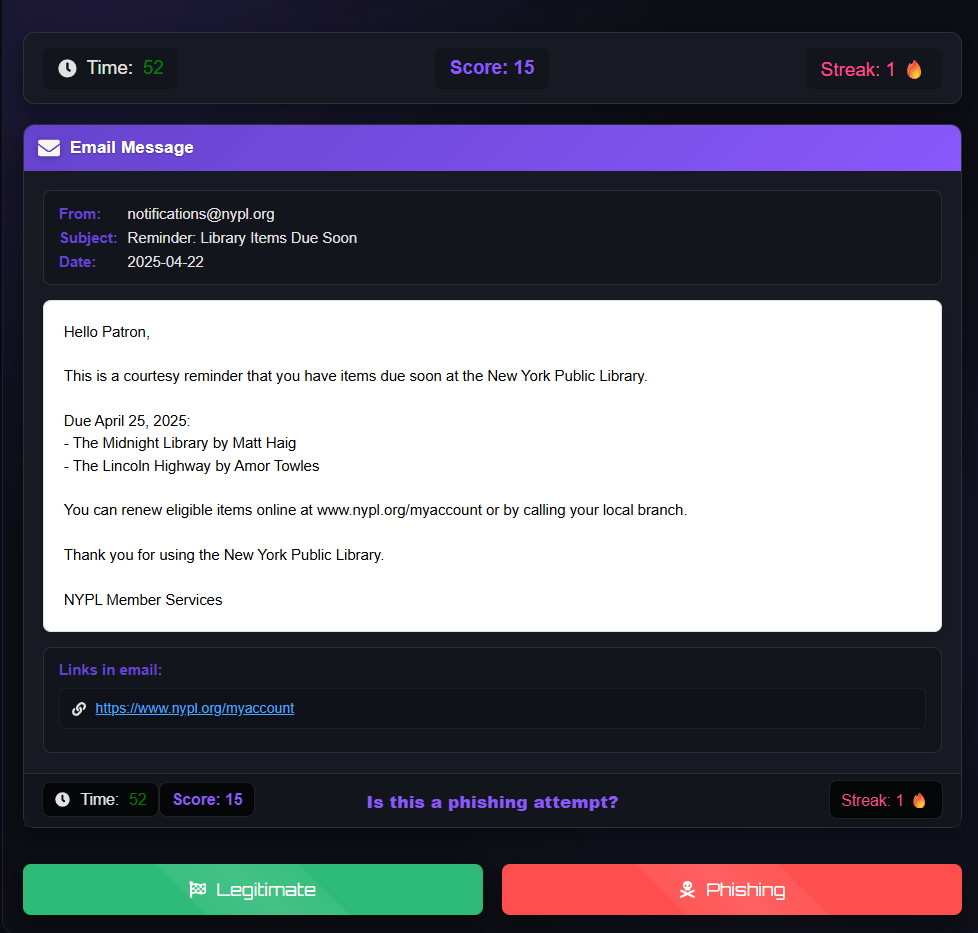 Time: 52
Score: 15
Streak: 1 🔥
Email Message
From: notifications@nypl.org
Subject: Reminder: Library Items Due Soon
Date: 2025-04-22
Hello Patron,
This is a courtesy reminder that you have items due soon at the New York Public Library.
Due April 25, 2025:
- The Midnight Library by Matt Haig
- The Lincoln Highway by Amor Towles
You can renew eligible items online at www.nypl.org/myaccount or by calling your local branch.
Thank you for using the New York Public Library.
NYPL Member Services
Links in email:
https://www.nypl.org/myaccount
Time: 52
Score: 15
Is this a phishing attempt?
Streak: 1 🔥
Legitimate
Phishing